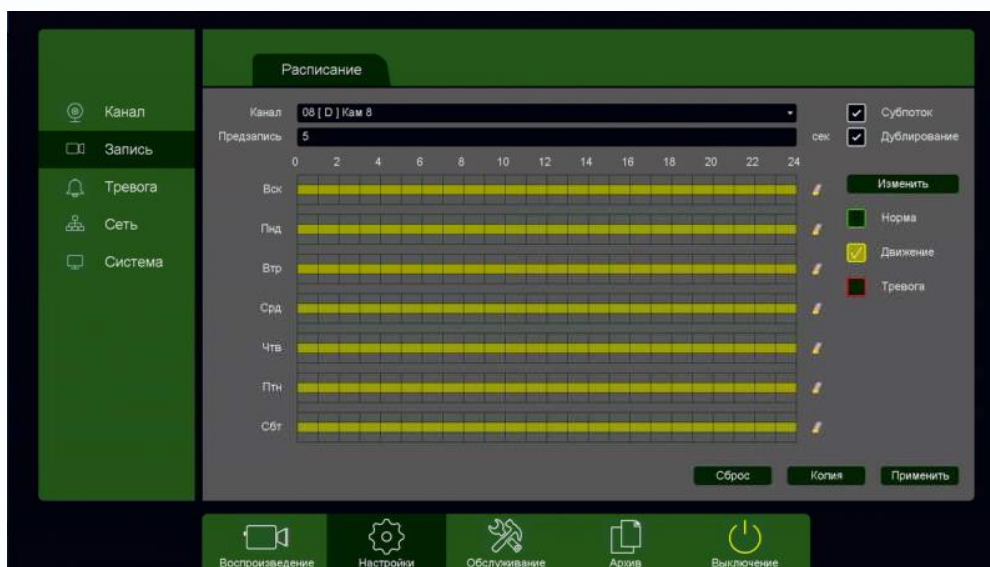 Расписание
Канал
Запись
Тревога
Сеть
Система
Канал 08 [ D ] Кам 8
Предзапись 5 сек
Субпоток
Дублирование
0 2 4 6 8 10 12 14 16 18 20 22 24
Вск
Пнд
Втр
Срд
Чтв
Птн
Сбт
Изменить
Норма
Движение
Тревога
Сброс Копия Применить
Воспроизведение Настройки Обслуживание Архив Выключение